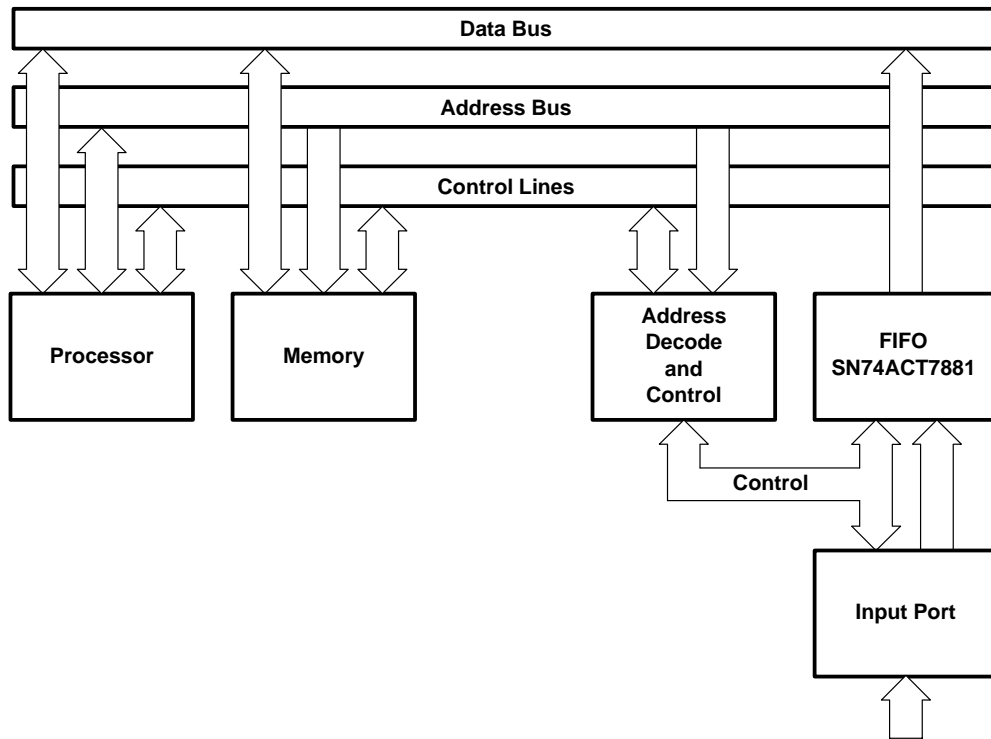 Data Bus
Address Bus
Control Lines
Processor
Memory
Address
Decode
and
Control
FIFO
SN74ACT7881
Control
Input Port